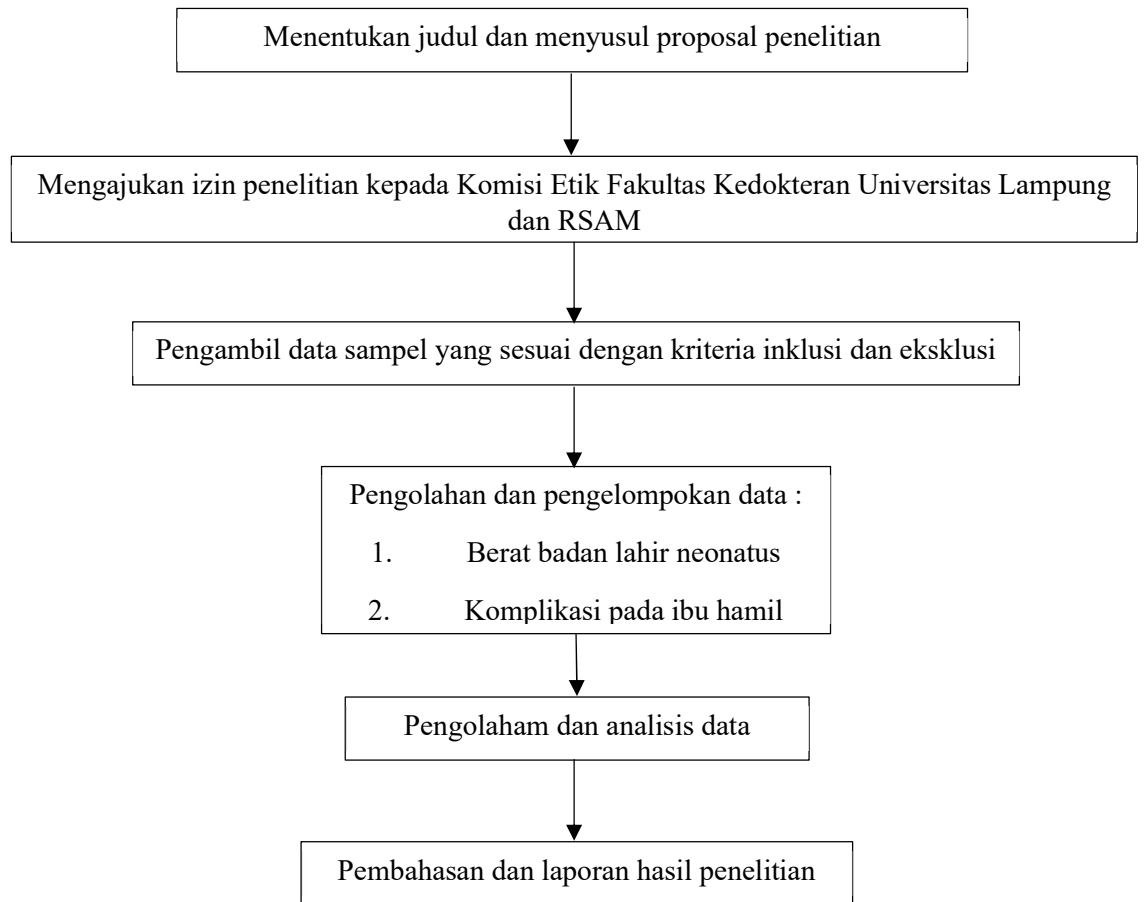 Menentukan judul dan menyusul proposal penelitian
Mengajukan izin penelitian kepada Komisi Etik Fakultas Kedokteran Universitas Lampung
dan RSAM
Pengambil data sampel yang sesuai dengan kriteria inklusi dan eksklusi
Pengolahan dan pengelompokan data :
1. Berat badan lahir neonatus
2. Komplikasi pada ibu hamil
Pengolaham dan analisis data
Pembahasan dan laporan hasil penelitian